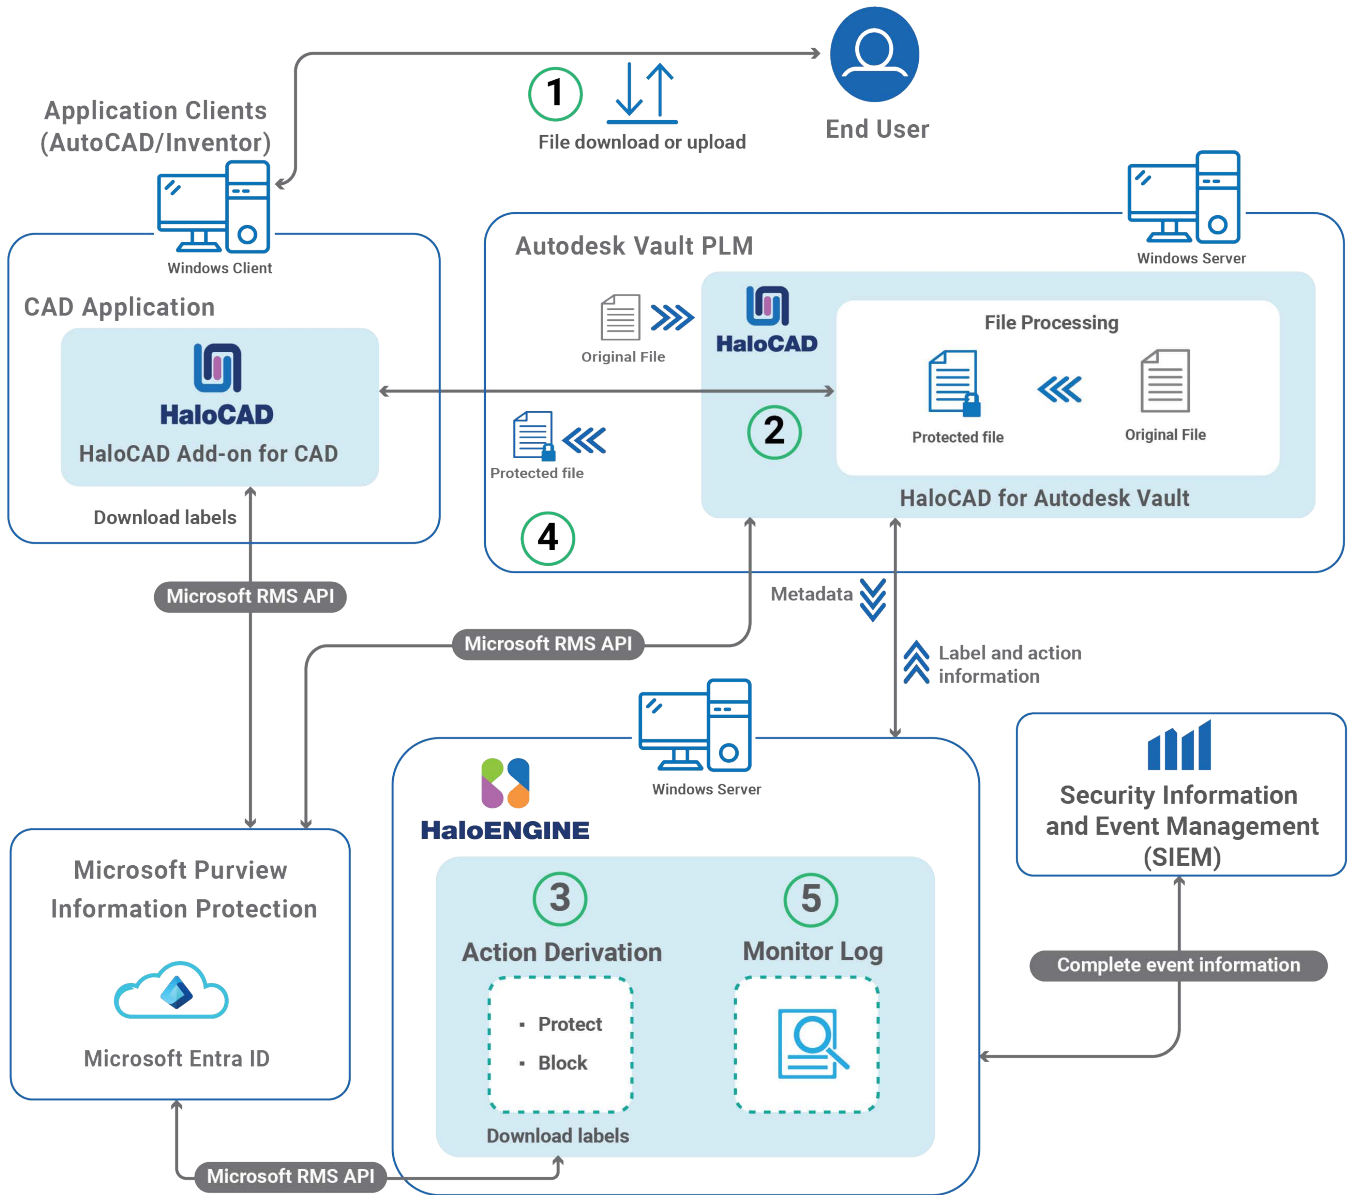 1
File download or upload
End User
Application Clients
(AutoCAD/Inventor)
Windows Client
CAD Application
HaloCAD
HaloCAD Add-on for CAD
Download labels
Windows Server
Autodesk Vault PLM
Original File
HaloCAD
File Processing
Protected file
Original File
2
HaloCAD for Autodesk Vault
Protected file
4
Microsoft RMS API
Microsoft RMS API
Metadata
Label and action
information
Windows Server
HaloENGINE
3
Action Derivation
▪ Protect
▪ Block
Download labels
5
Monitor Log
Security Information
and Event Management
(SIEM)
Complete event information
Microsoft Purview
Information Protection
Microsoft Entra ID
Microsoft RMS API